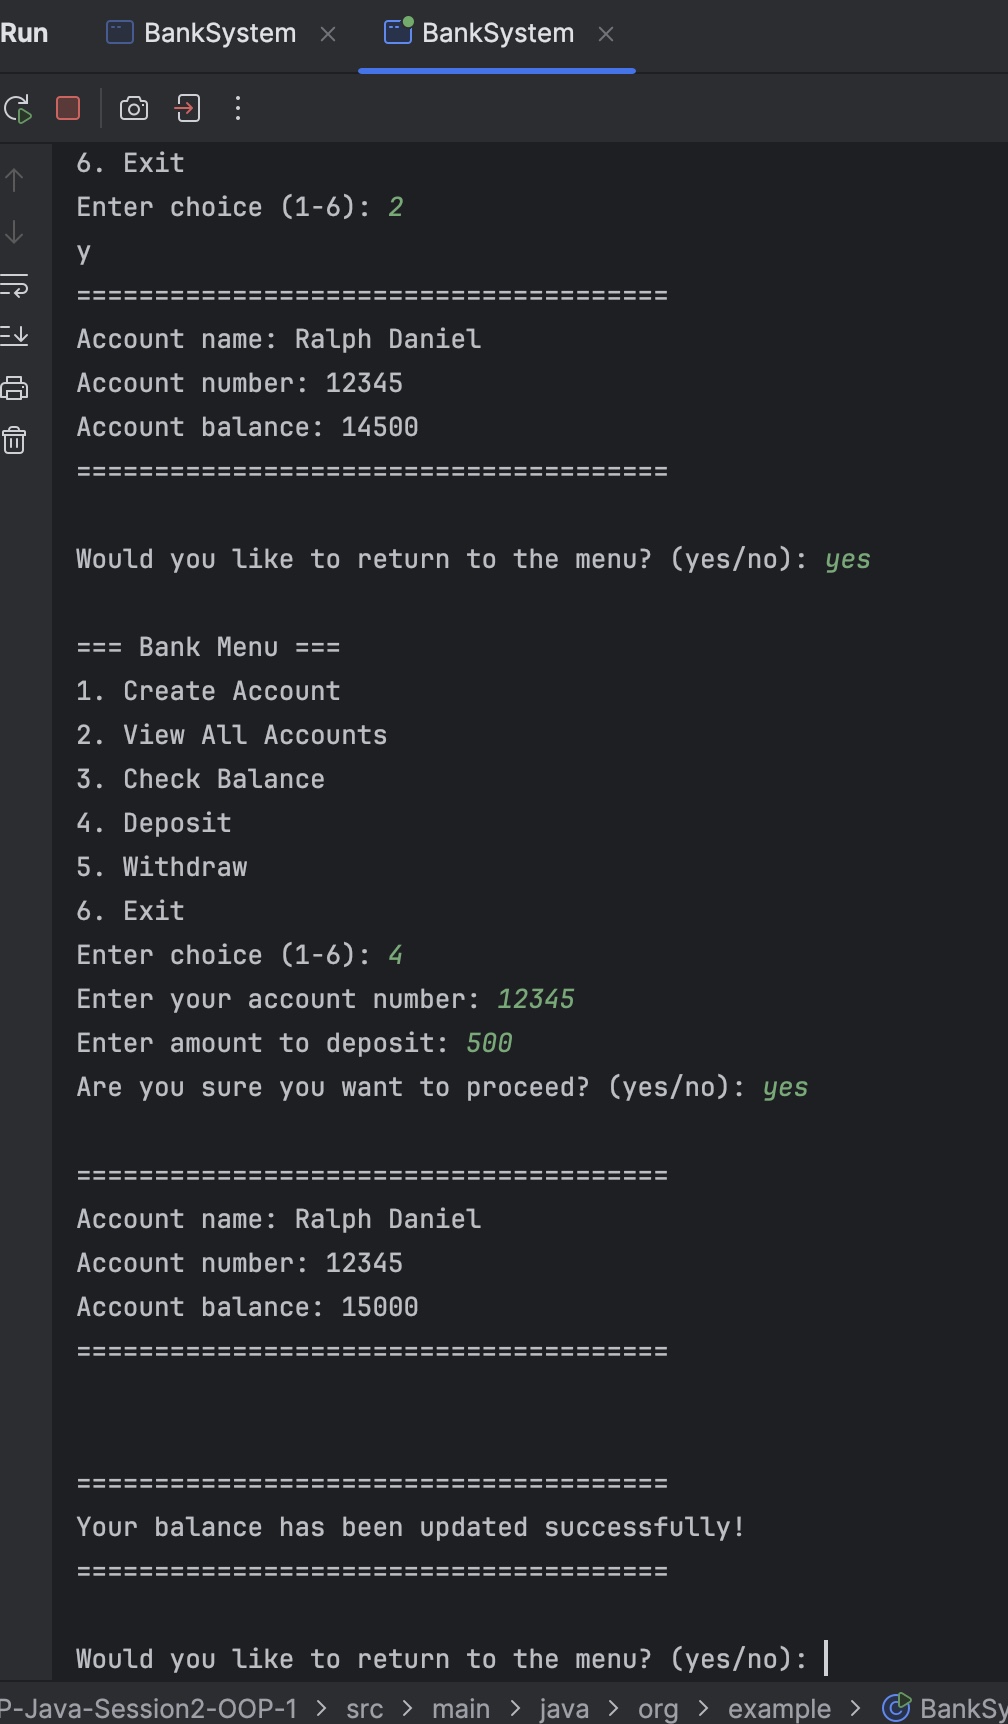 Run BankSystem BankSystem
6. Exit
Enter choice (1-6): 2
y
======================================
Account name: Ralph Daniel
Account number: 12345
Account balance: 14500
======================================
Would you like to return to the menu? (yes/no): yes
=== Bank Menu ===
1. Create Account
2. View All Accounts
3. Check Balance
4. Deposit
5. Withdraw
6. Exit
Enter choice (1-6): 4
Enter your account number: 12345
Enter amount to deposit: 500
Are you sure you want to proceed? (yes/no): yes
======================================
Account name: Ralph Daniel
Account number: 12345
Account balance: 15000
======================================
======================================
Your balance has been updated successfully!
======================================
Would you like to return to the menu? (yes/no):
P-Java-Session2-OOP-1 > src > main > java > org > example > BankSy